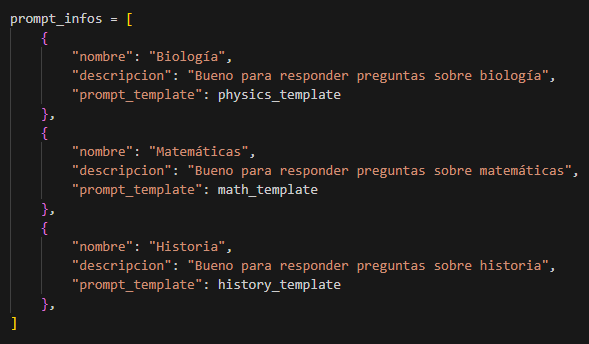 prompt_infos = [
    {
        "nombre": "Biología",
        "descripcion": "Bueno para responder preguntas sobre biología",
        "prompt_template": physics_template
    },
    {
        "nombre": "Matemáticas",
        "descripcion": "Bueno para responder preguntas sobre matemáticas",
        "prompt_template": math_template
    },
    {
        "nombre": "Historia",
        "descripcion": "Bueno para responder preguntas sobre historia",
        "prompt_template": history_template
    },
]